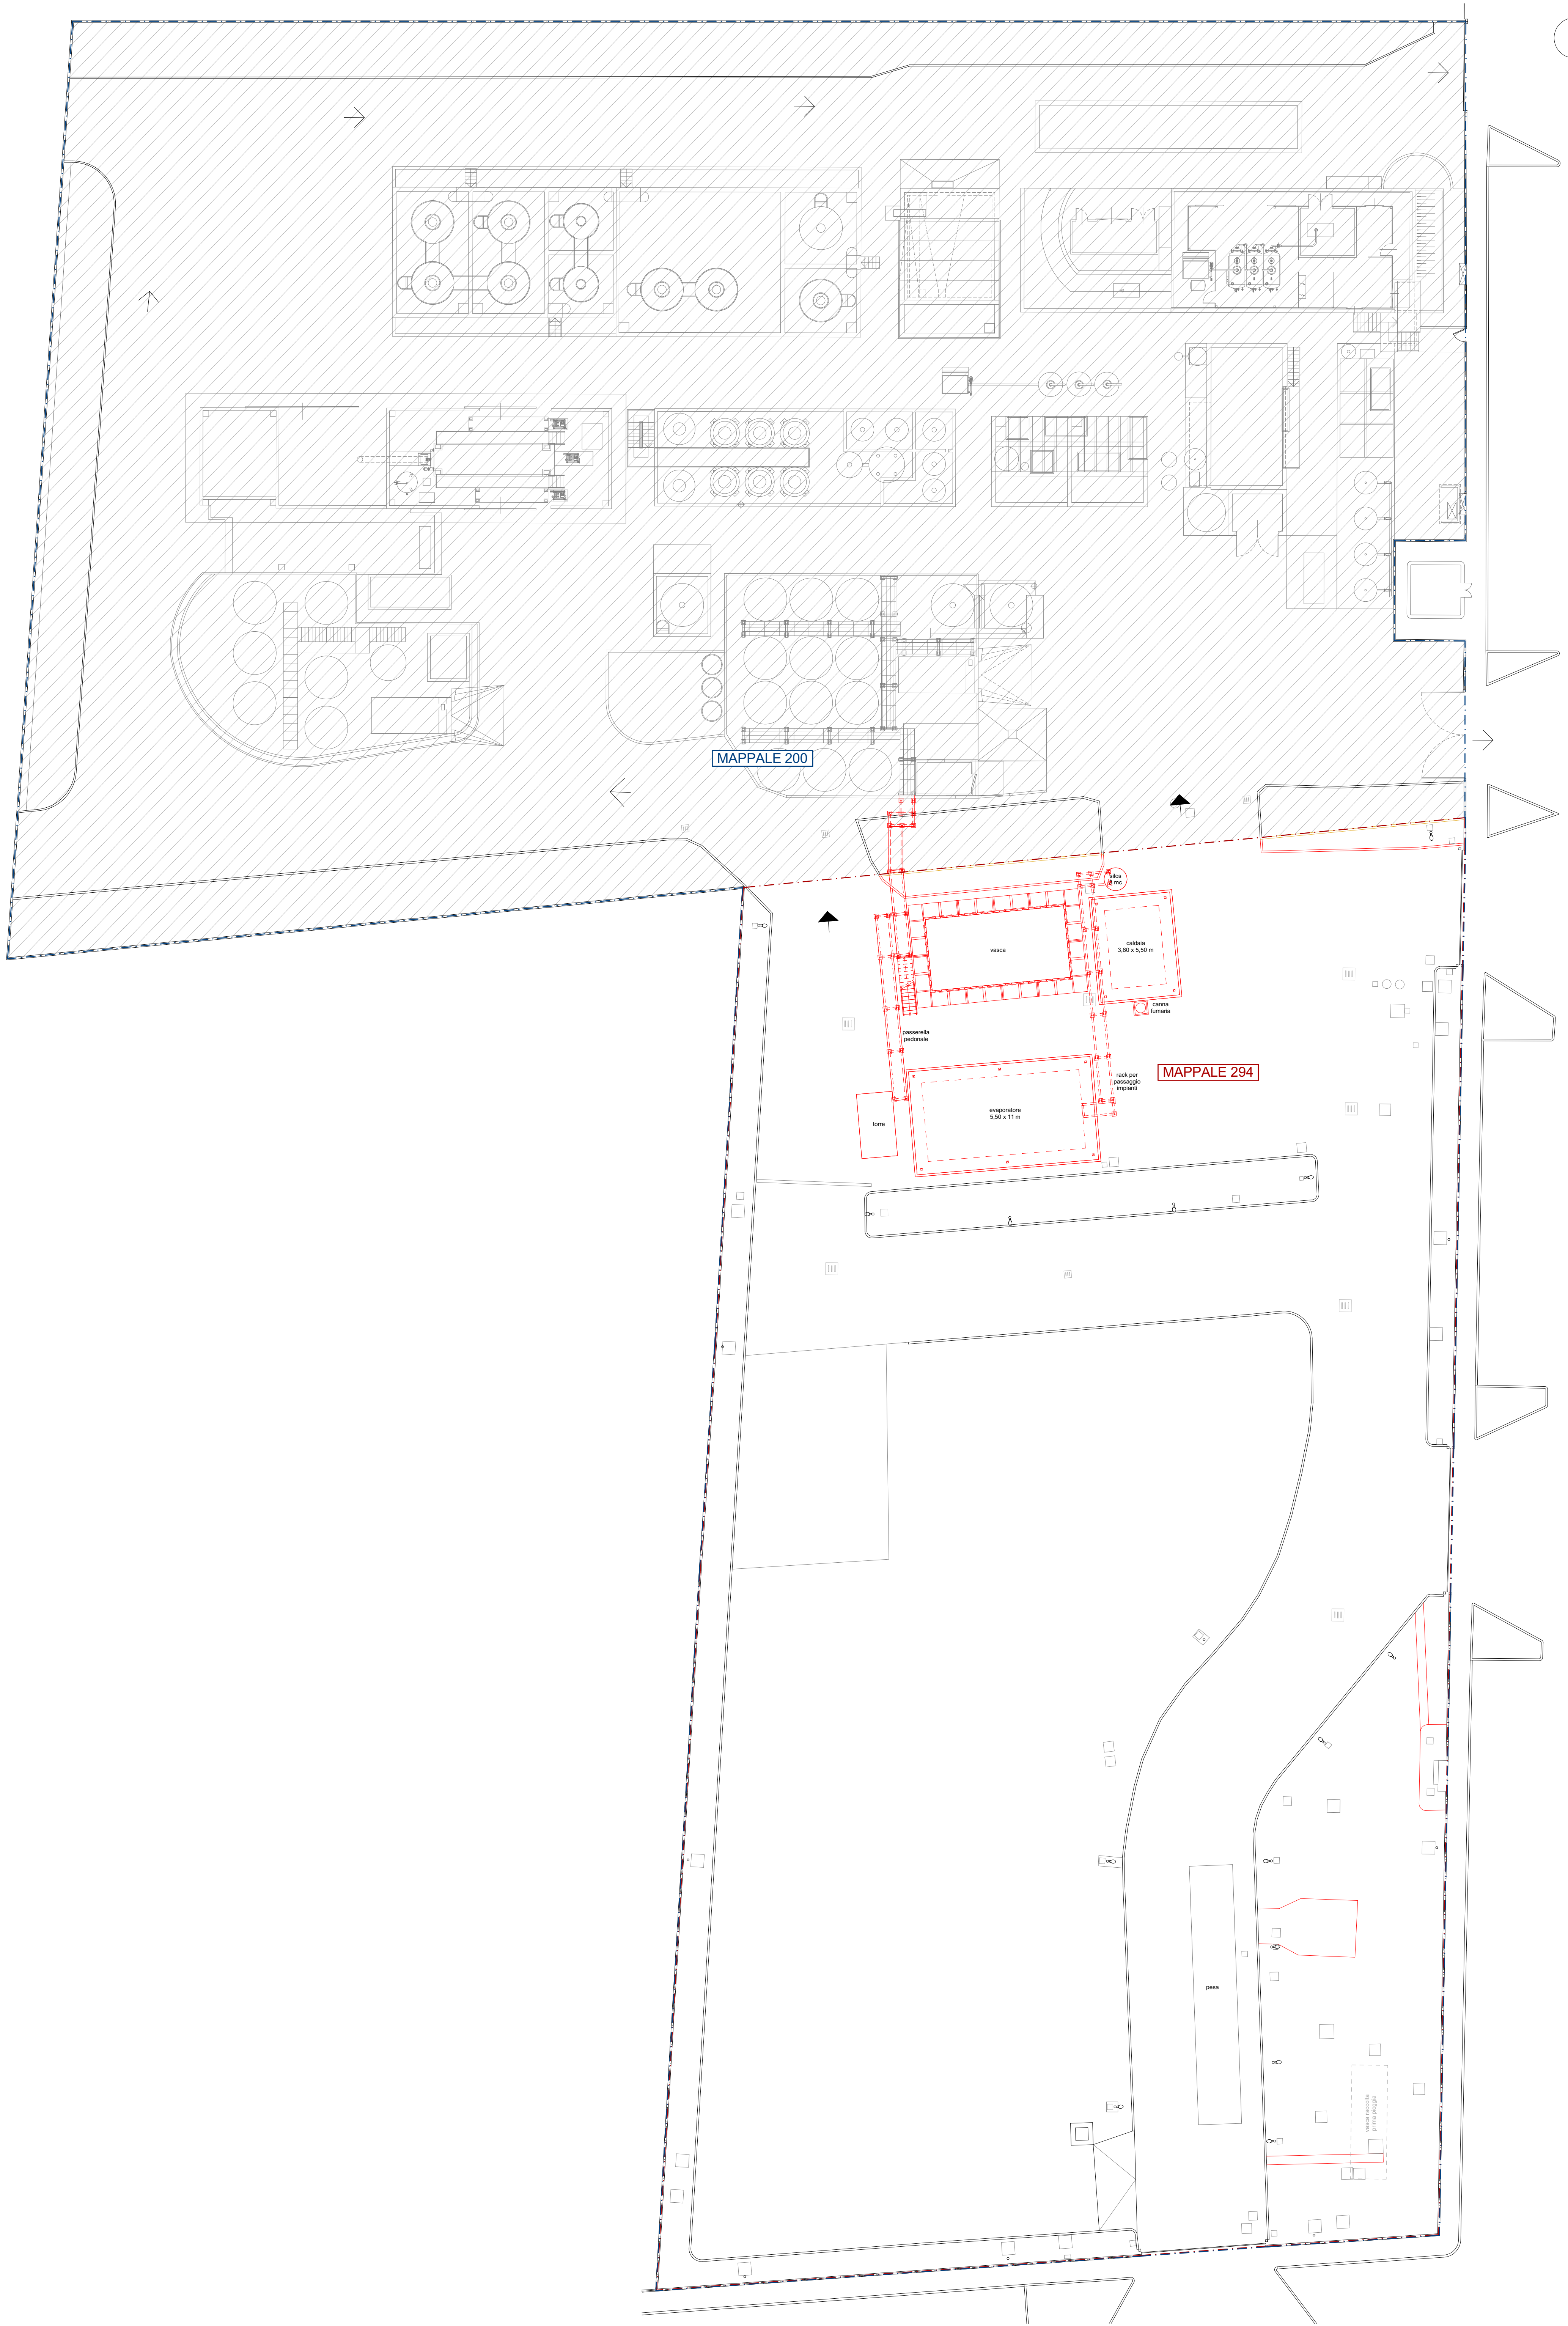 MAPPALE 200
silos
mc
vasca
caldaia
3,80 x 5,50 m
canna
fumaria
passerella
pedonale
MAPPALE 294
rack per
passaggio
impianti
evaporatore
5,50 x 11 m
torre
pesa
vasca raccolta
prima pioggia